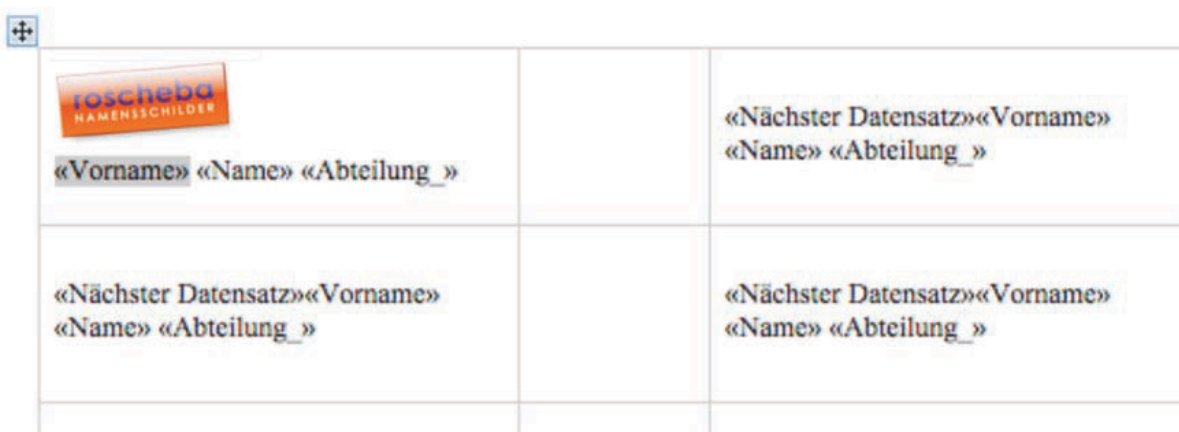 roscheba
NAMENSSCHILDER
«Vorname» «Name» «Abteilung_»
«Nächster Datensatz»«Vorname»
«Name» «Abteilung_»
«Nächster Datensatz»«Vorname»
«Name» «Abteilung_»
«Nächster Datensatz»«Vorname»
«Name» «Abteilung_»